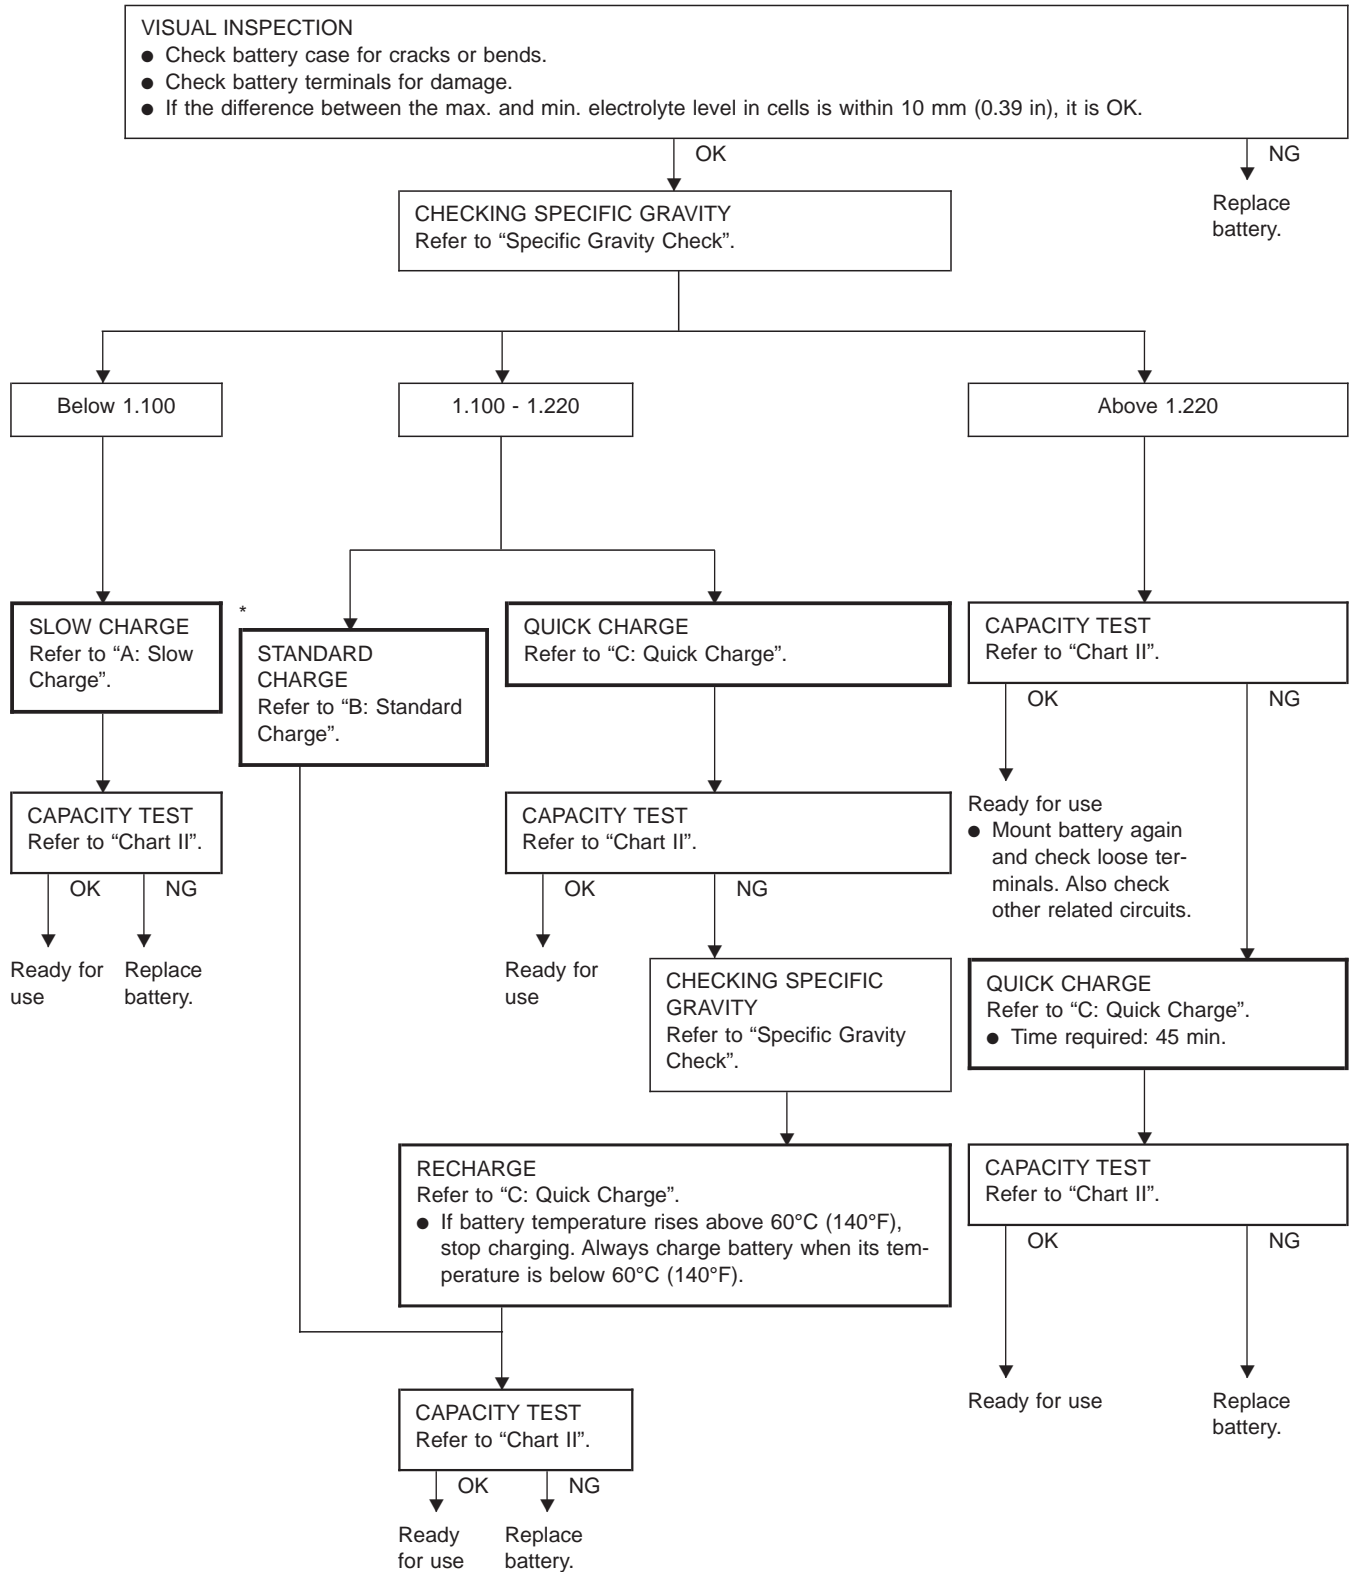 VISUAL INSPECTION
● Check battery case for cracks or bends.
● Check battery terminals for damage.
● If the difference between the max. and min. electrolyte level in cells is within 10 mm (0.39 in), it is OK.
OK
NG
Replace
battery.
CHECKING SPECIFIC GRAVITY
Refer to “Specific Gravity Check”.
Below 1.100
1.100 - 1.220
Above 1.220
SLOW CHARGE
Refer to “A: Slow
Charge”.
*
STANDARD
CHARGE
Refer to “B: Standard
Charge”.
QUICK CHARGE
Refer to “C: Quick Charge”.
CAPACITY TEST
Refer to “Chart II”.
OK
NG
CAPACITY TEST
Refer to “Chart II”.
OK
NG
Ready for
use
Replace
battery.
CAPACITY TEST
Refer to “Chart II”.
OK
NG
Ready for
use
Ready for use
● Mount battery again
and check loose ter-
minals. Also check
other related circuits.
CHECKING SPECIFIC
GRAVITY
Refer to “Specific Gravity
Check”.
QUICK CHARGE
Refer to “C: Quick Charge”.
● Time required: 45 min.
RECHARGE
Refer to “C: Quick Charge”.
● If battery temperature rises above 60°C (140°F),
stop charging. Always charge battery when its tem-
perature is below 60°C (140°F).
CAPACITY TEST
Refer to “Chart II”.
OK
NG
Ready for use
Replace
battery.
CAPACITY TEST
Refer to “Chart II”.
OK
NG
Ready
for use
Replace
battery.